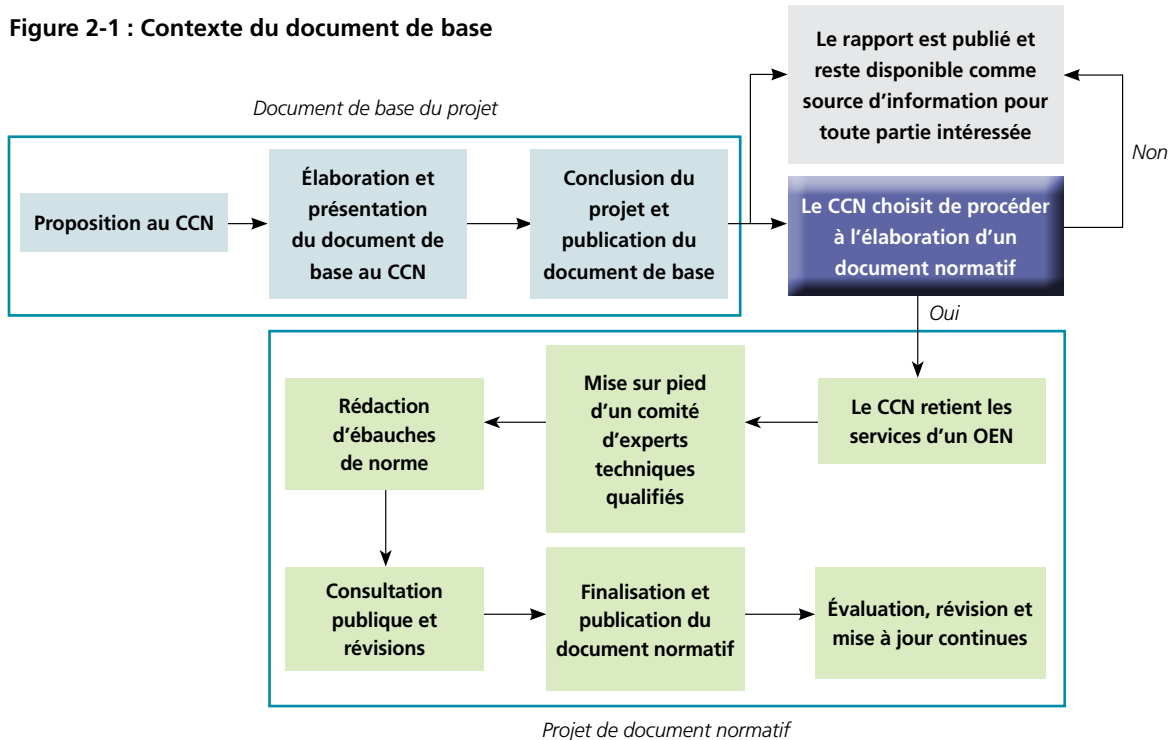 Figure 2-1 : Contexte du document de base
Document de base du projet
Proposition au CCN
Élaboration et
présentation
du document de
base au CCN
Conclusion du
projet et
publication du
document de base
Le rapport est publié et
reste disponible comme
source d'information pour
toute partie intéressée
Non
Le CCN choisit de procéder
à l'élaboration d'un
document normatif
Oui
Le CCN retient les
services d'un OEN
Mise sur pied
d'un comité
d'experts
techniques
qualifiés
Rédaction
d'ébauches
de norme
Consultation
publique et
révisions
Finalisation et
publication du
document normatif
Évaluation, révision et
mise à jour continues
Projet de document normatif